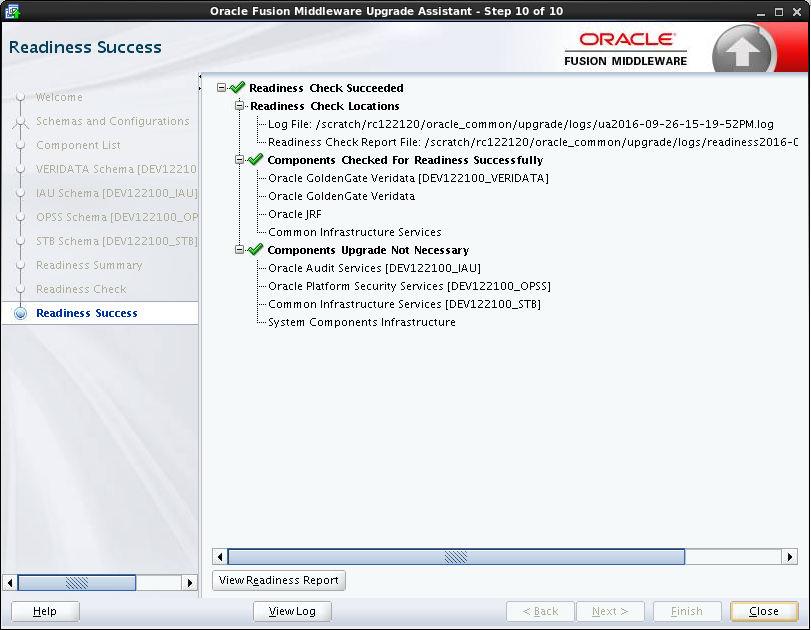 Oracle Fusion Middleware Upgrade Assistant - Step 10 of 10
Readiness Success
ORACLE
FUSION MIDDLEWARE
Welcome
Schemas and Configurations
Component List
VERIDATA Schema [DEV12210
IAU Schema [DEV122100_IAU]
OPSS Schema [DEV122100_OP
STB Schema [DEV122100_STB]
Readiness Summary
Readiness Check
Readiness Success
Readiness Check Succeeded
Readiness Check Locations
Log File: /scratch/rc122120/oracle_common/upgrade/logs/ua2016-09-26-15-19-52PM.log
Readiness Check Report File: /scratch/rc122120/oracle_common/upgrade/logs/readiness2016-0
Components Checked For Readiness Successfully
Oracle GoldenGate Veridata [DEV122100_VERIDATA]
Oracle GoldenGate Veridata
Oracle JRF
Common Infrastructure Services
Components Upgrade Not Necessary
Oracle Audit Services [DEV122100_IAU]
Oracle Platform Security Services [DEV122100_OPSS]
Common Infrastructure Services [DEV122100_STB]
System Components Infrastructure
View Readiness Report
Help
View Log
< Back
Next >
Finish
Close